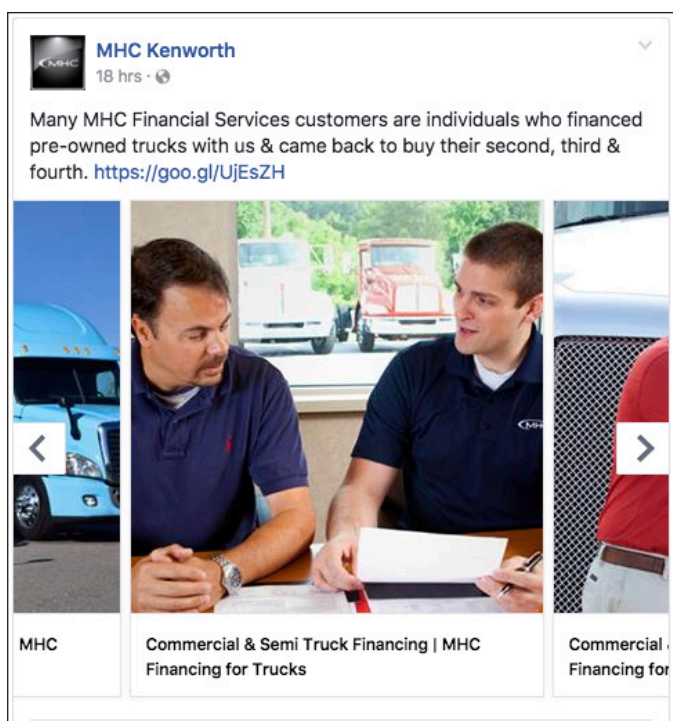 MHC
MHC Kenworth
18 hrs ·
Many MHC Financial Services customers are individuals who financed
pre-owned trucks with us & came back to buy their second, third &
fourth. https://goo.gl/UjEsZH
MH
MHC
Commercial & Semi Truck Financing | MHC
Financing for Trucks
Commercial
Financing for